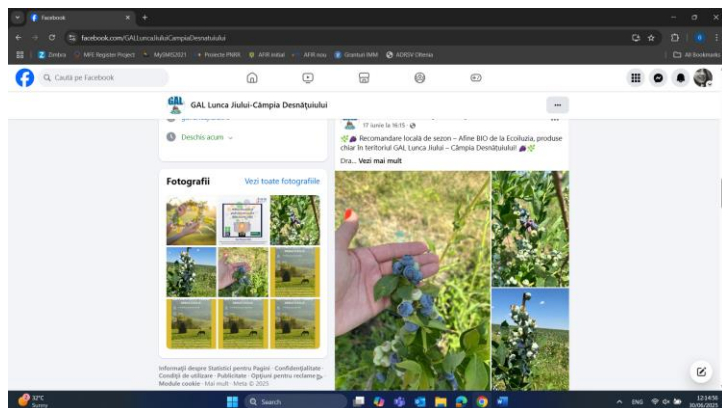 Facebook
facebook.com/GALLuncaJiuluiCampiaDesnatuiului
Zimbra
MFE Register Project
MySMIS2021
Proiecte PNRR
AFIR initial
AFIR nou
Granturi IMM
ADRSV Oltenia
All Bookmarks
Caută pe Facebook
GAL
GAL Lunca Jiului-Câmpia Desnățuiului
Deschis acum
Fotografii
Vezi toate fotografiile
Informații despre Statistici pentru Pagini · Confidențialitate ·
Condiții de utilizare · Publicitate · Opțiuni pentru reclame ·
Module cookie · Mai mult · Meta © 2025
17 iunie la 16:15 ·
Recomandare locală de sezon – Afine BIO de la Ecoiluzia, produse
chiar în teritoriul GAL Lunca Jiului – Câmpia Desnățuiului!
Dra... Vezi mai mult
32°C
Sunny
Search
ENG
12:14:56
30/06/2025